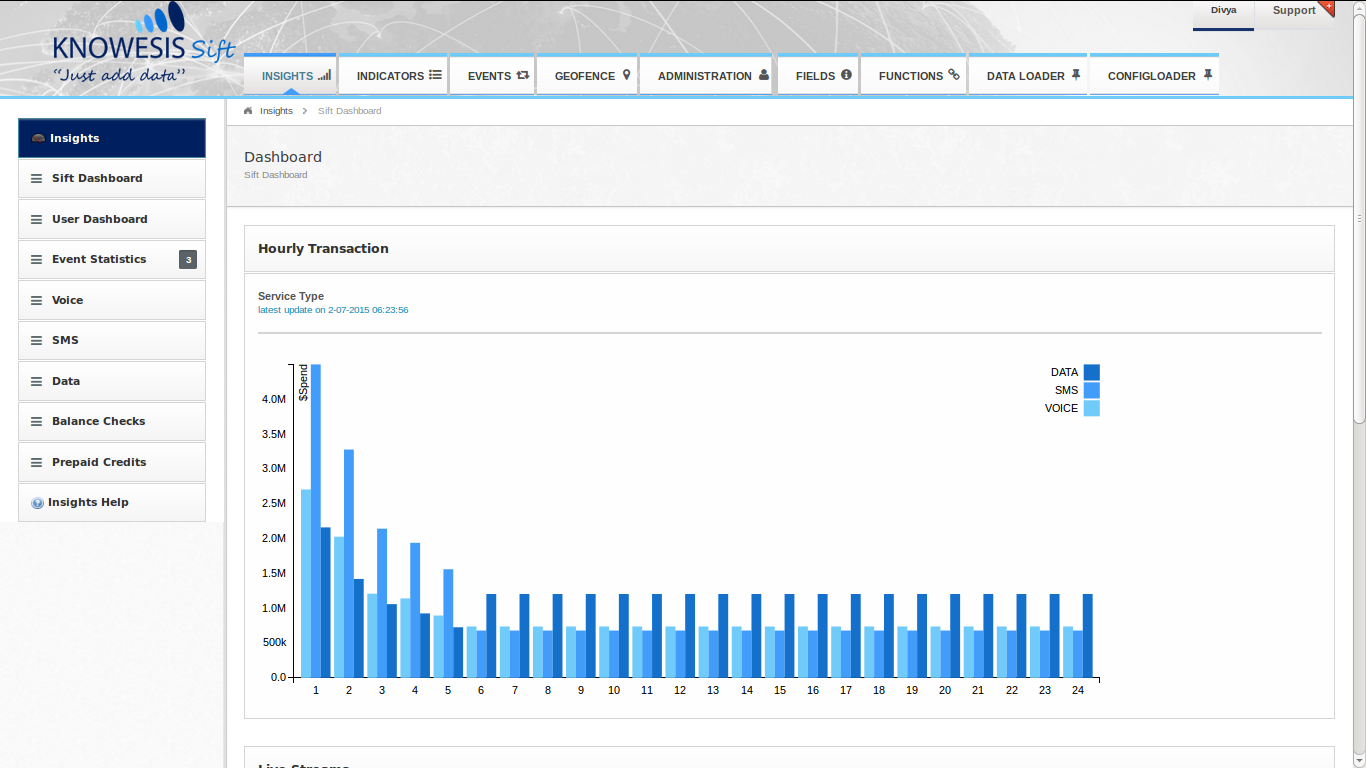 Divya
Support
KNOWESIS Sift
“Just add data”
INSIGHTS
INDICATORS
EVENTS
GEOFENCE
ADMINISTRATION
FIELDS
FUNCTIONS
DATA LOADER
CONFIGLOADER
Insights
Sift Dashboard
Insights
Sift Dashboard
User Dashboard
Event Statistics
3
Voice
SMS
Data
Balance Checks
Prepaid Credits
Insights Help
Dashboard
Sift Dashboard
Hourly Transaction
Service Type
latest update on 2-07-2015 06:23:56
$Spend
DATA
SMS
VOICE
4.0M
3.5M
3.0M
2.5M
2.0M
1.5M
1.0M
500k
0.0
1 2 3 4 5 6 7 8 9 10 11 12 13 14 15 16 17 18 19 20 21 22 23 24
Live Streams